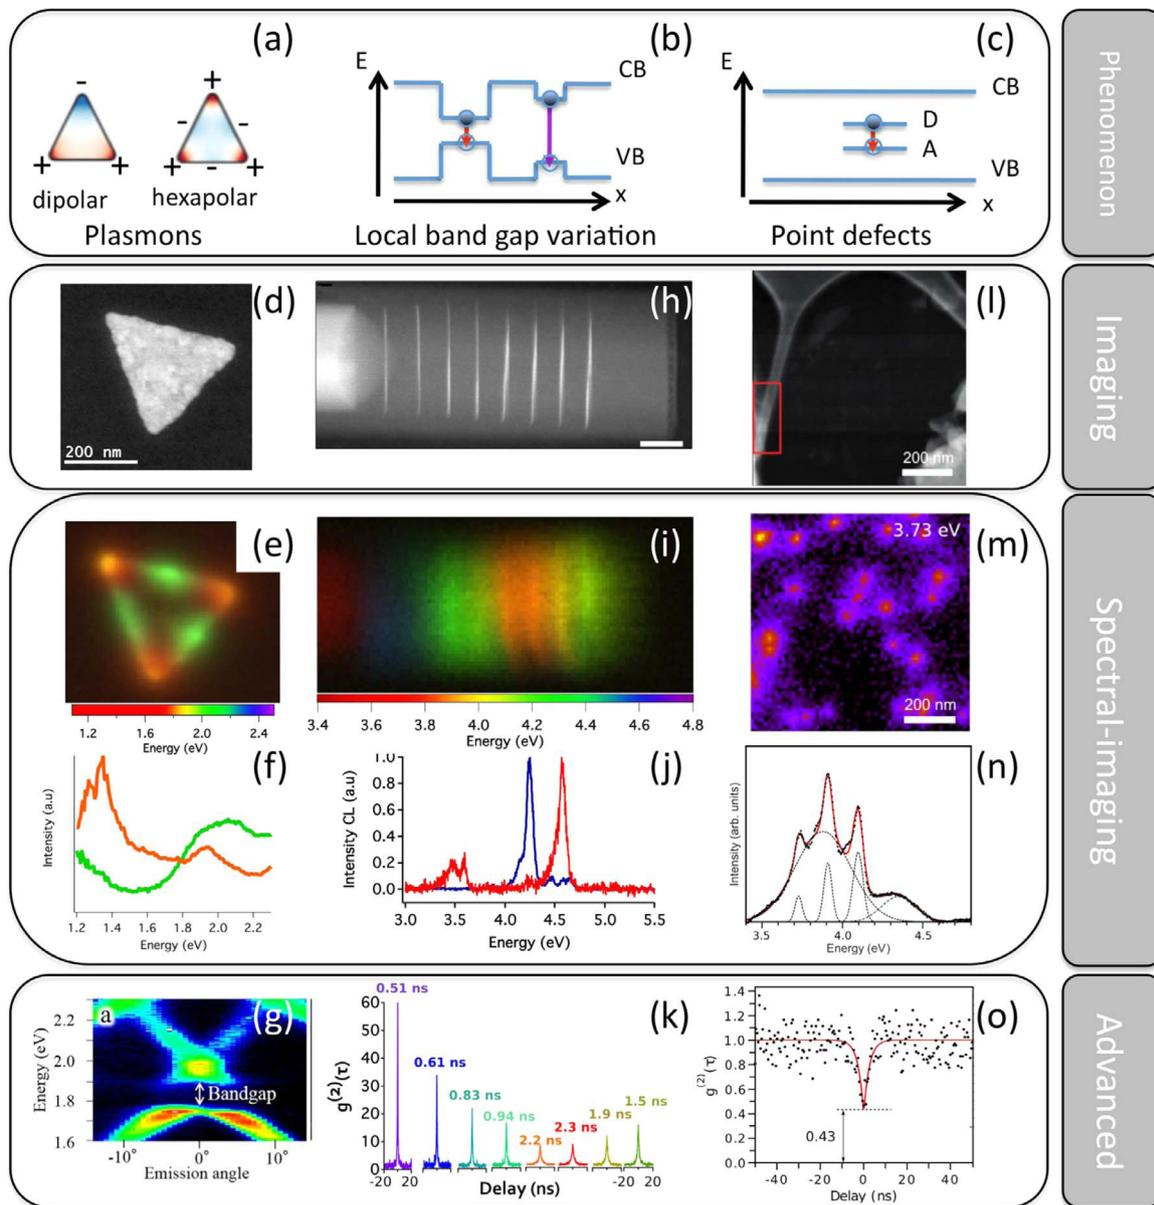 (a)
(b)
(c)
Phenomenon
E
CB
VB
x
E
CB
D
A
VB
x
-
+
+
+
-
-
+
-
+
dipolar
hexapolar
Plasmons
Local band gap variation
Point defects
(d)
(h)
(l)
Imaging
200 nm
200 nm
(e)
(i)
(m)
Spectral-imaging
3.73 eV
200 nm
1.2 1.6 2.0 2.4
Energy (eV)
3.4 3.6 3.8 4.0 4.2 4.4 4.6 4.8
Energy (eV)
(f)
(j)
(n)
Intensity (a.u)
1.2 1.4 1.6 1.8 2.0 2.2
Energy (eV)
Intensity CL (a.u)
1.0
0.8
0.6
0.4
0.2
0.0
3.0 3.5 4.0 4.5 5.0 5.5
Energy (eV)
Intensity (arb. units)
3.5 4.0 4.5
Energy (eV)
(g)
(k)
(o)
Advanced
a
Energy (eV)
2.2
2.0
1.8
1.6
Bandgap
-10° 0° 10°
Emission angle
g(2)(τ)
60
50
40
30
20
10
0
0.51 ns
0.61 ns
0.83 ns
0.94 ns
2.2 ns
2.3 ns
1.9 ns
1.5 ns
-20 20
-20 20
Delay (ns)
g(2)(τ)
1.4
1.2
1.0
0.8
0.6
0.4
0.2
0.0
0.43
-40 -20 0 20 40
Delay (ns)